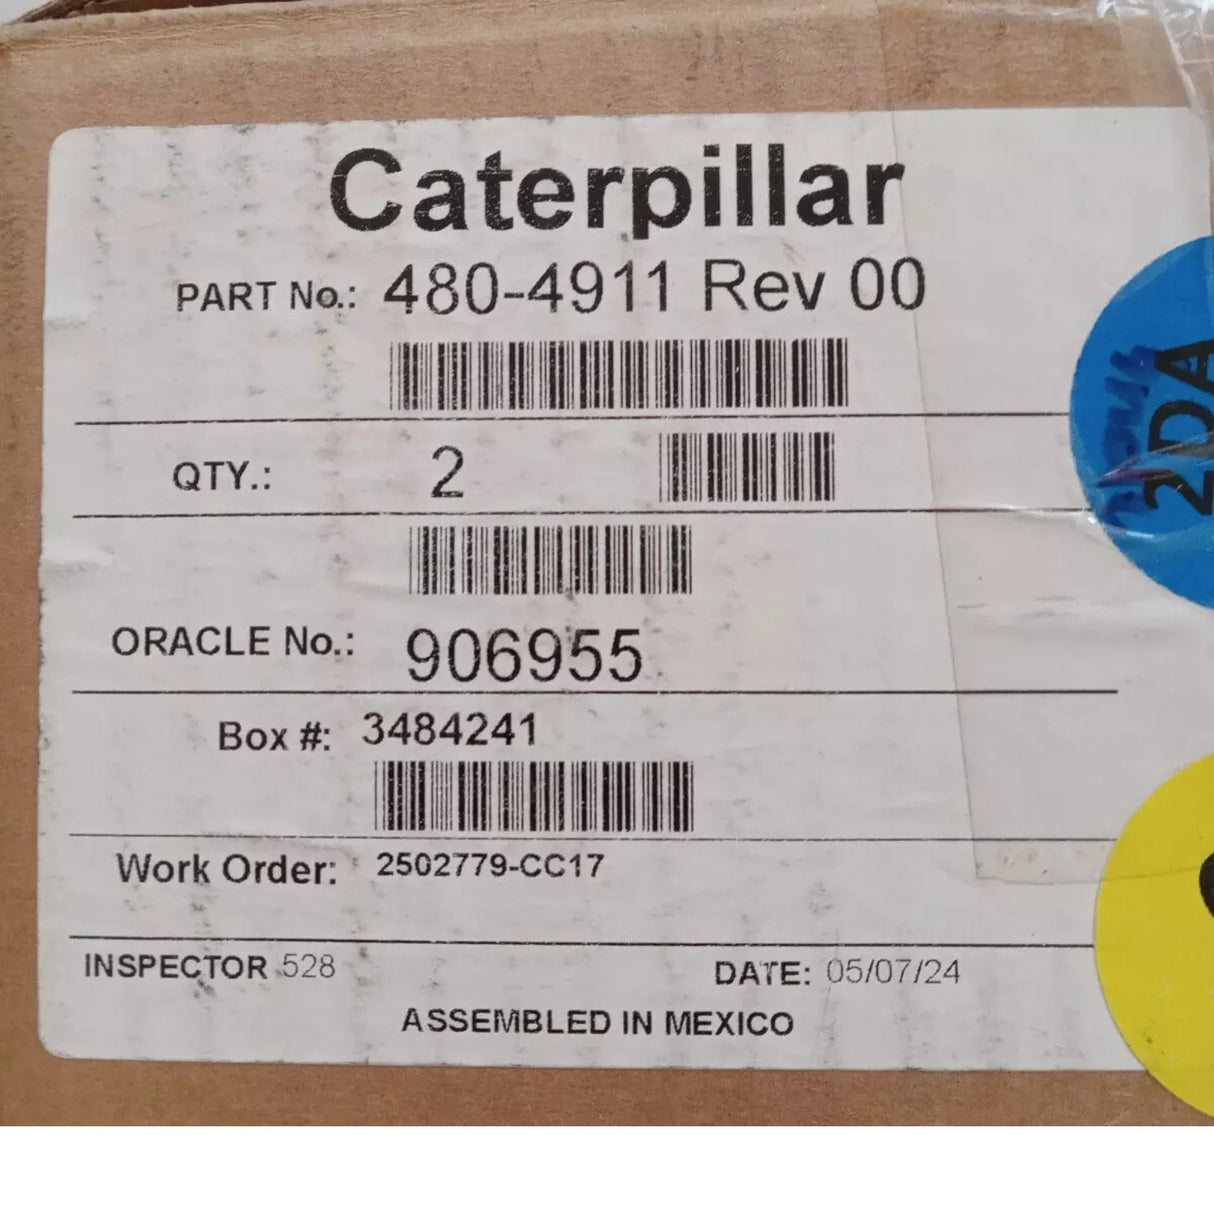 Caterpillar
PART No.: 480-4911 Rev 00
QTY.: 2
ORACLE No.: 906955
Box #: 3484241
Work Order: 2502779-CC17
INSPECTOR 528 DATE: 05/07/24
ASSEMBLED IN MEXICO
2DA